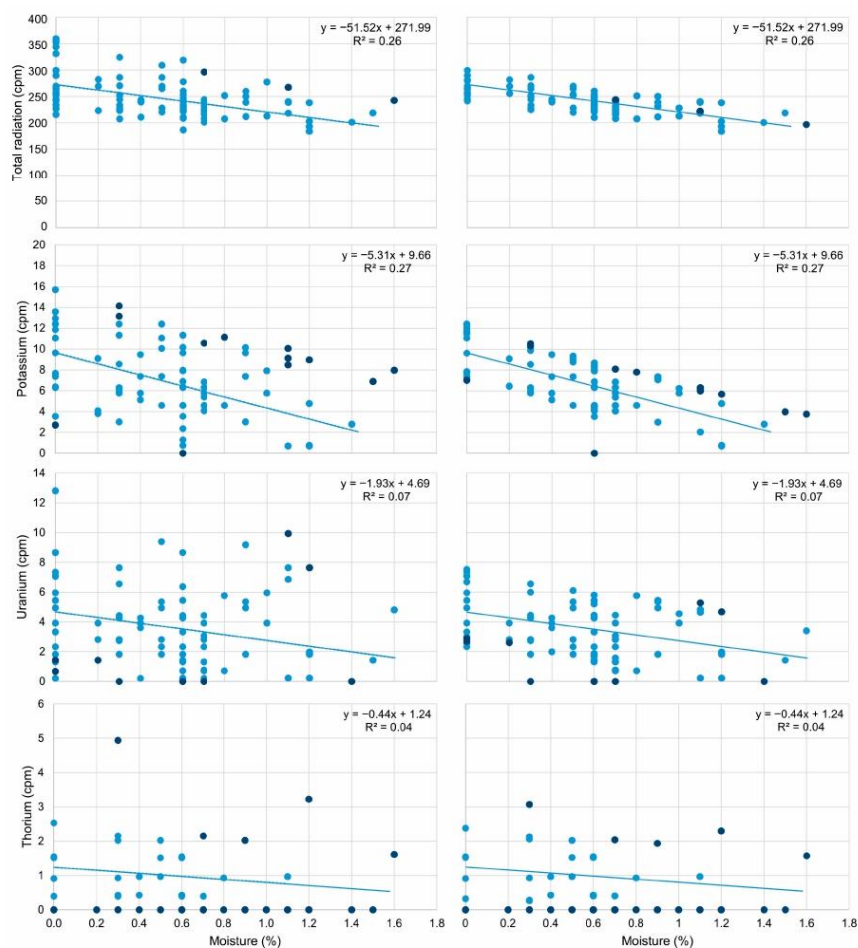 y = −51.52x + 271.99
R² = 0.26
Total radiation (cpm)
400
350
300
250
200
150
100
50
0
y = −51.52x + 271.99
R² = 0.26
y = −5.31x + 9.66
R² = 0.27
Potassium (cpm)
20
18
16
14
12
10
8
6
4
2
0
y = −5.31x + 9.66
R² = 0.27
y = −1.93x + 4.69
R² = 0.07
Uranium (cpm)
14
12
10
8
6
4
2
0
y = −1.93x + 4.69
R² = 0.07
y = −0.44x + 1.24
R² = 0.04
Thorium (cpm)
6
5
4
3
2
1
0
0.0 0.2 0.4 0.6 0.8 1.0 1.2 1.4 1.6 1.8
Moisture (%)
y = −0.44x + 1.24
R² = 0.04
0.0 0.2 0.4 0.6 0.8 1.0 1.2 1.4 1.6 1.8
Moisture (%)